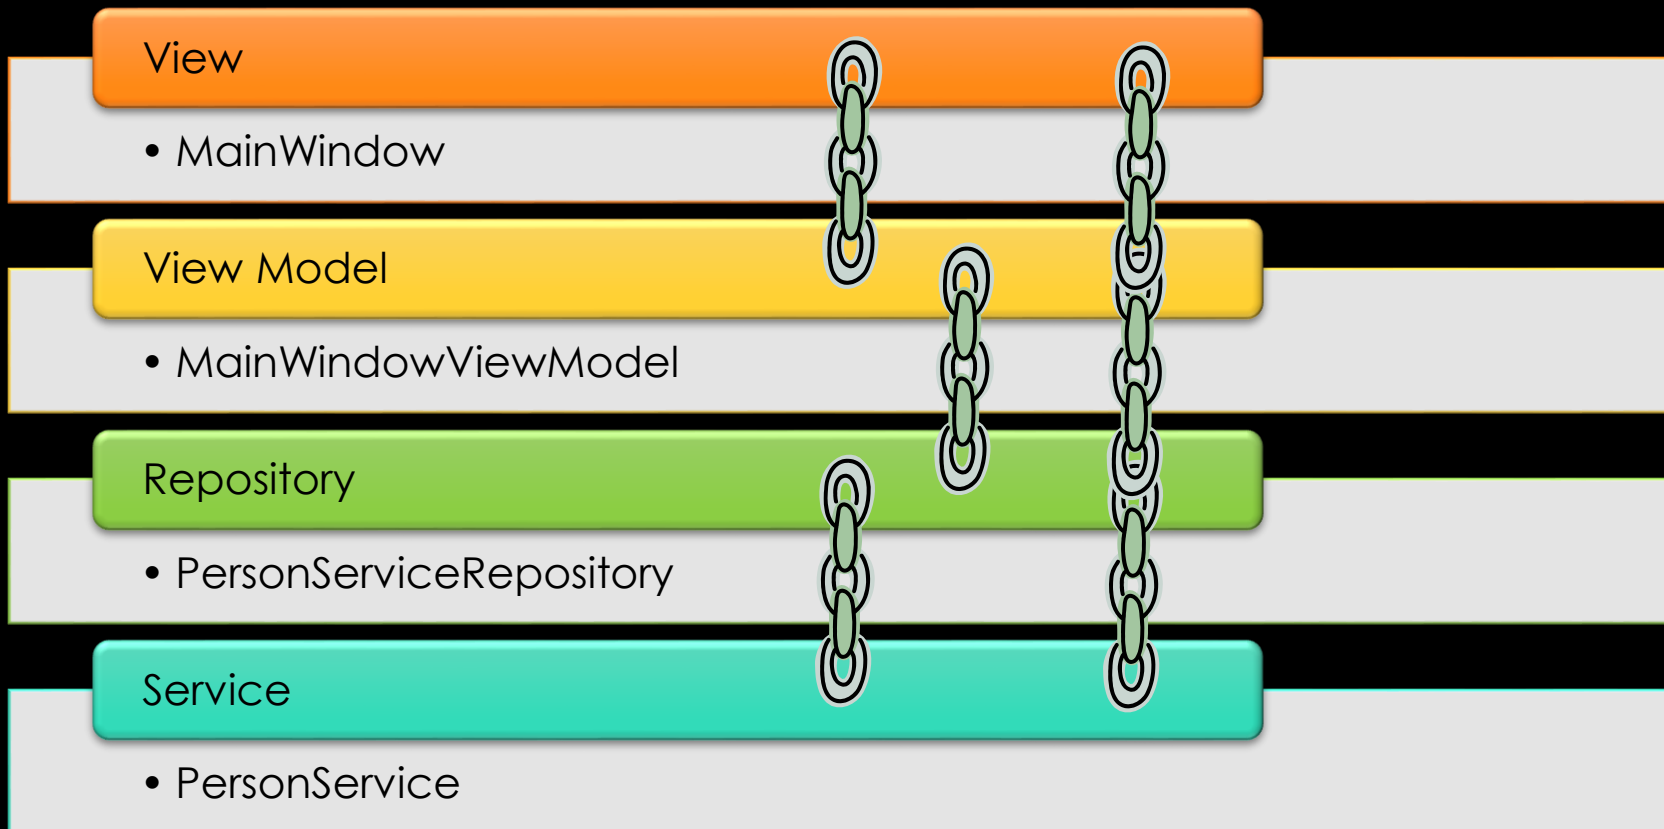 View
• MainWindow
View Model
• MainWindowViewModel
Repository
• PersonServiceRepository
Service
• PersonService